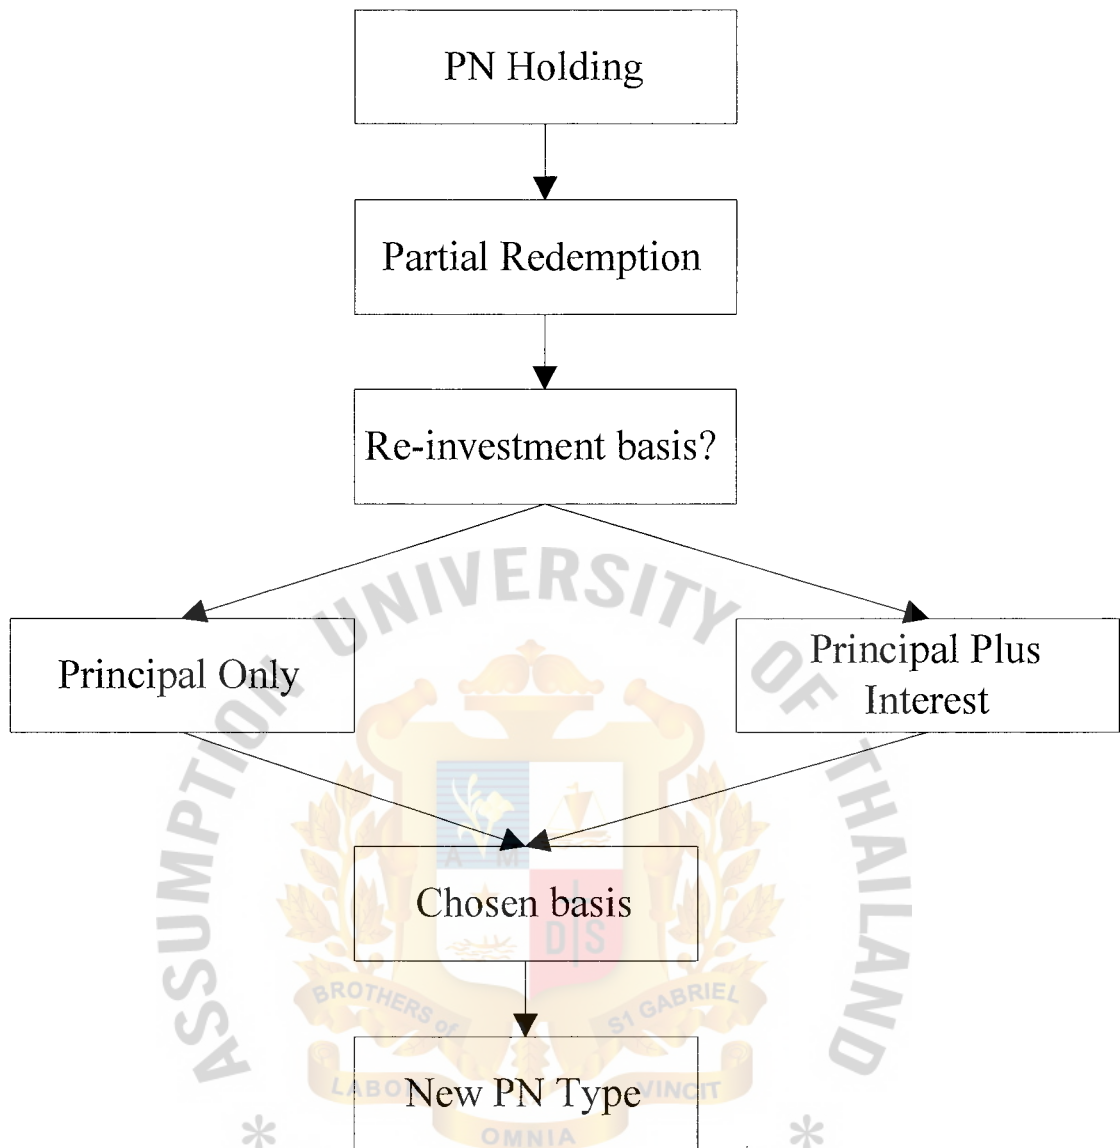 PN Holding
Partial Redemption
Re-investment basis?
Principal Only
Principal Plus
Interest
Chosen basis
New PN Type
ASSUMPTION UNIVERSITY OF THAILAND
A M
D S
BROTHERS of
S1 GABRIEL
LABOR
VINCIT
OMNIA
* *